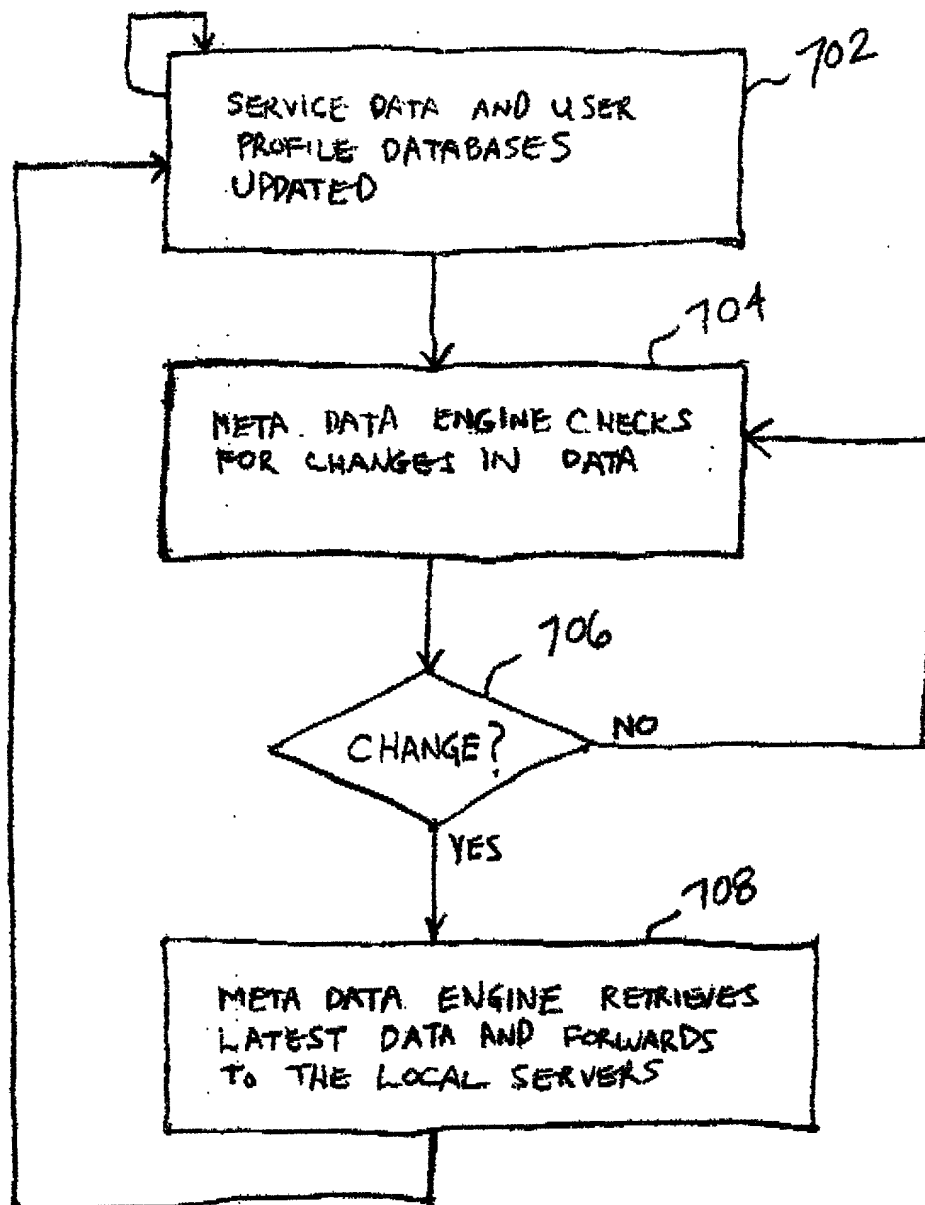 702
SERVICE DATA AND USER
PROFILE DATABASES
UPDATED
704
META DATA ENGINE CHECKS
FOR CHANGES IN DATA
706
CHANGE?
NO
YES
708
META DATA ENGINE RETRIEVES
LATEST DATA AND FORWARDS
TO THE LOCAL SERVERS